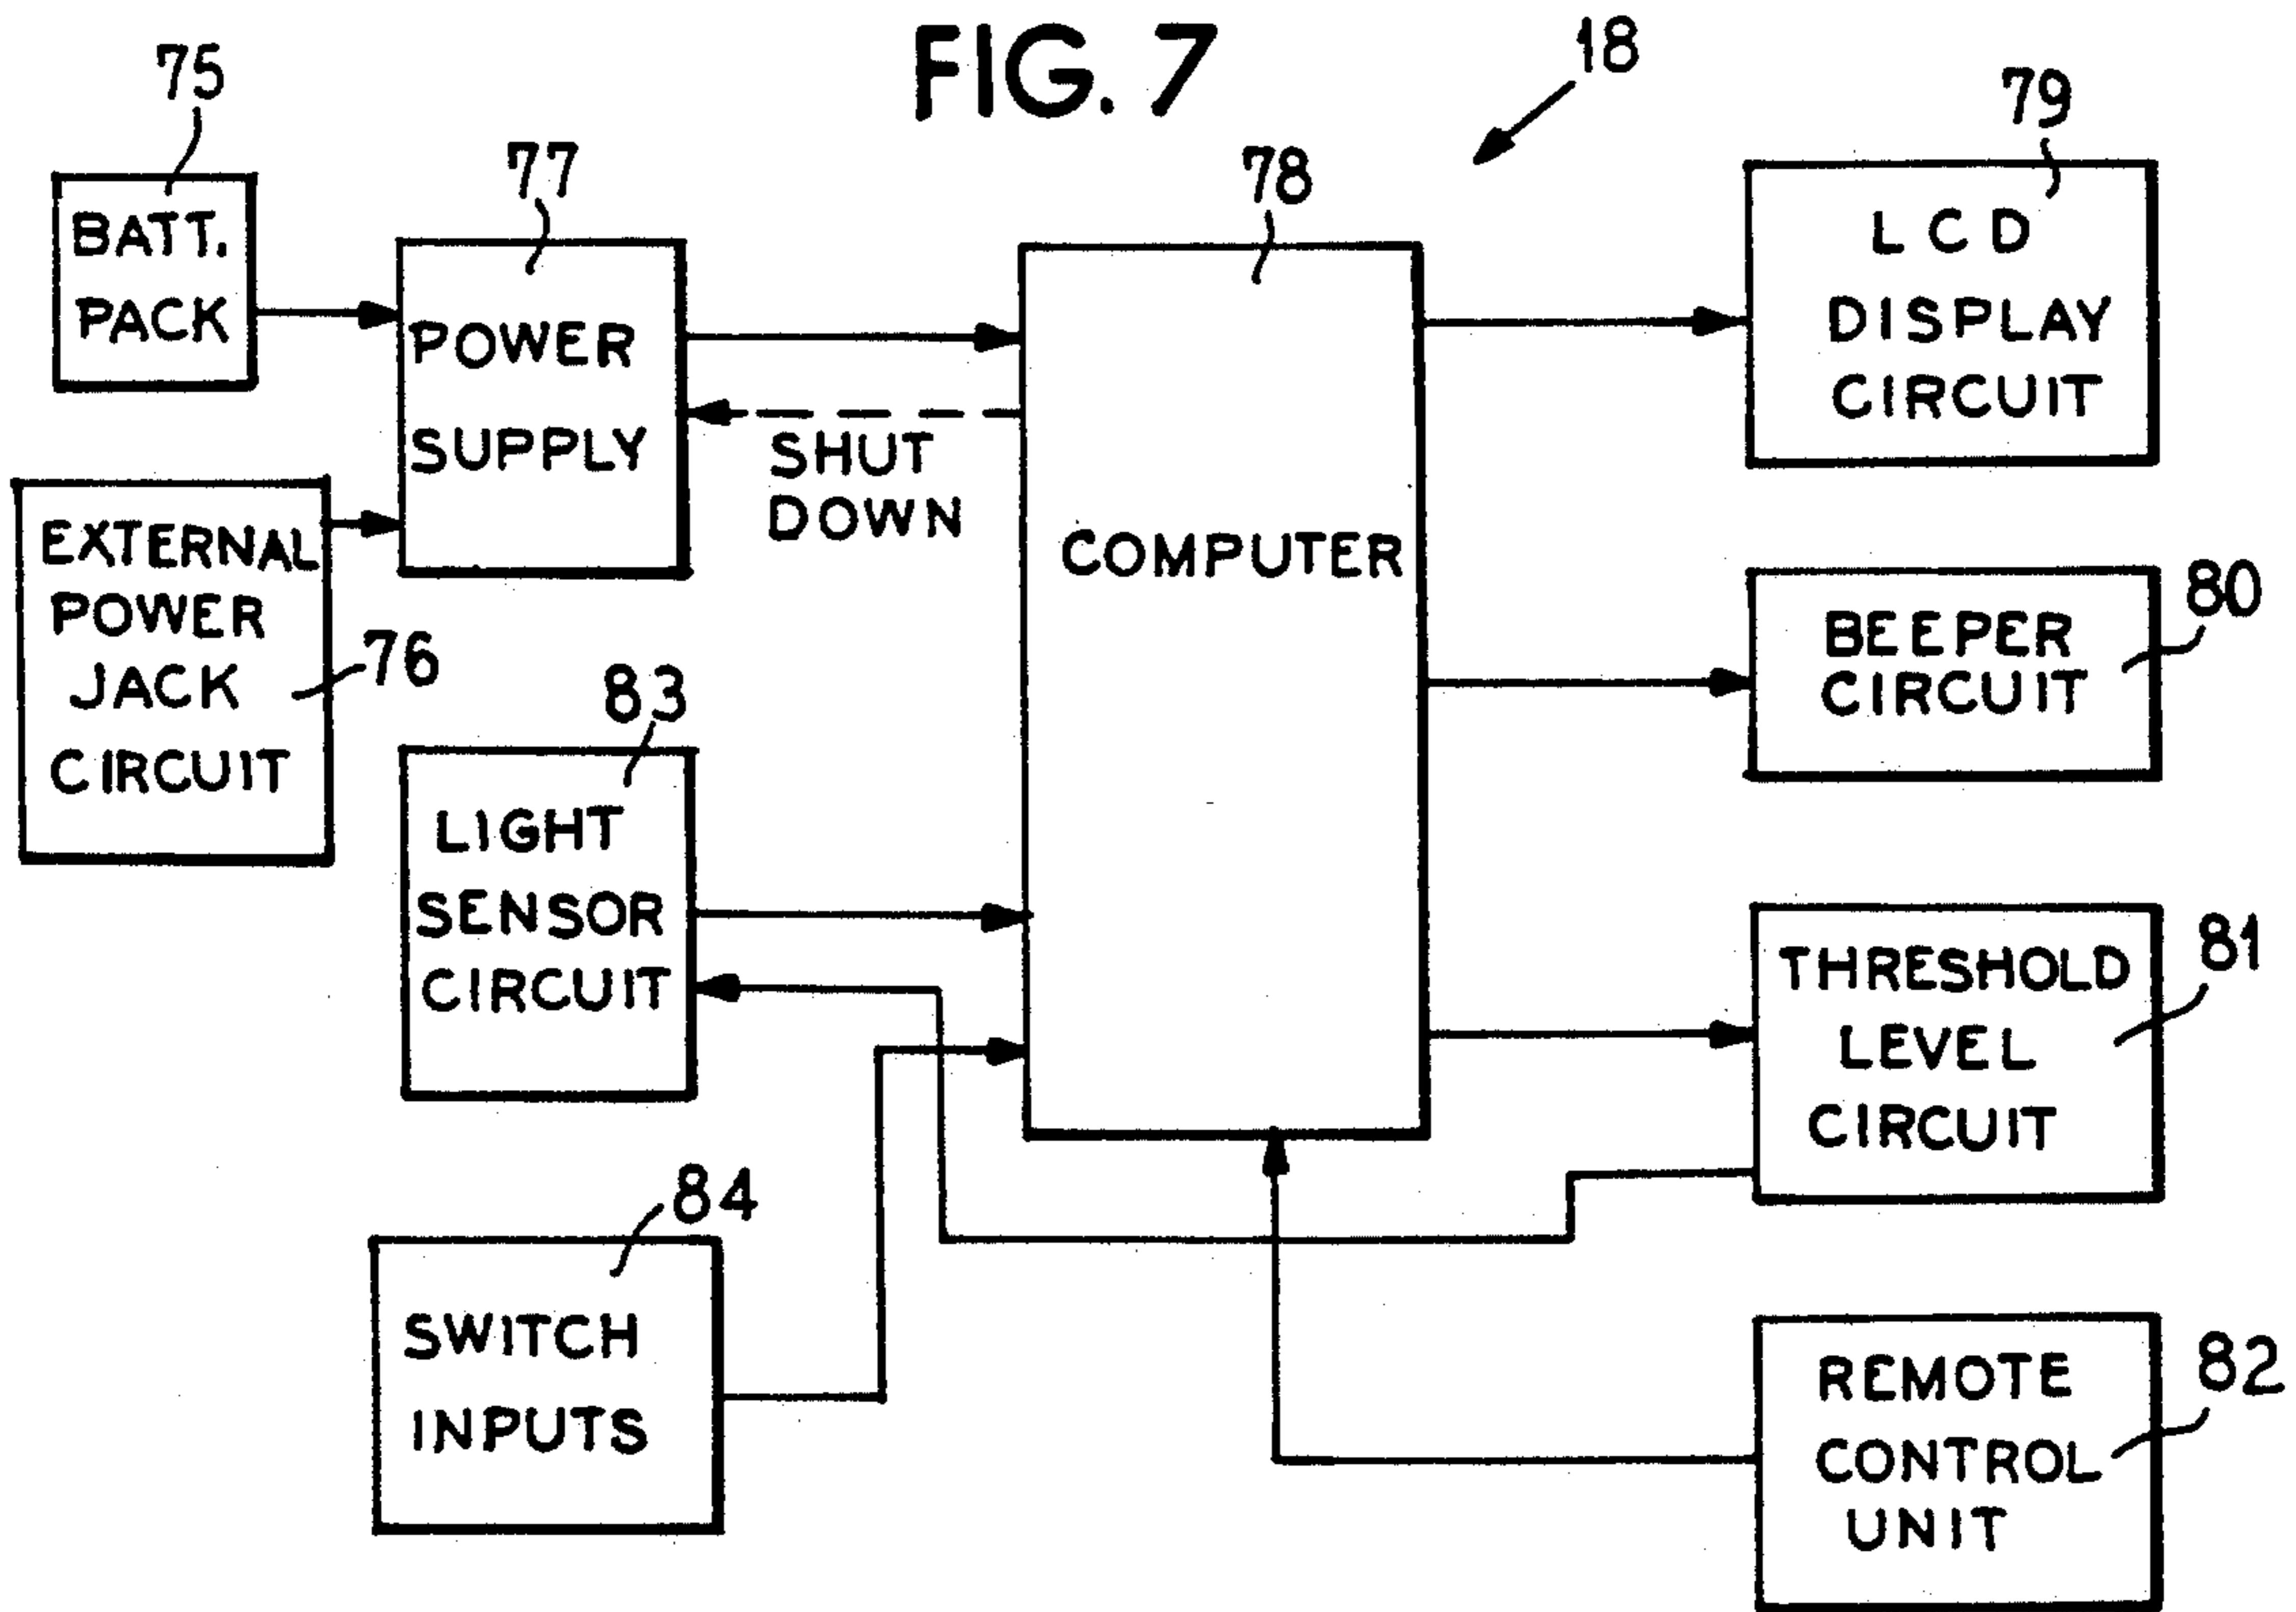 FIG. 7
18
75
BATT.
PACK
77
POWER
SUPPLY
SHUT
DOWN
78
COMPUTER
79
LCD
DISPLAY
CIRCUIT
EXTERNAL
POWER
JACK
CIRCUIT
76
80
BEEPER
CIRCUIT
83
LIGHT
SENSOR
CIRCUIT
81
THRESHOLD
LEVEL
CIRCUIT
84
SWITCH
INPUTS
82
REMOTE
CONTROL
UNIT